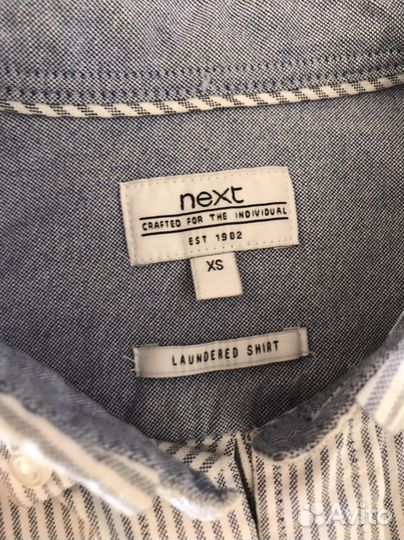 next
CRAFTED FOR THE INDIVIDUAL
EST 1982
XS
LAUNDERED SHIRT
Avito